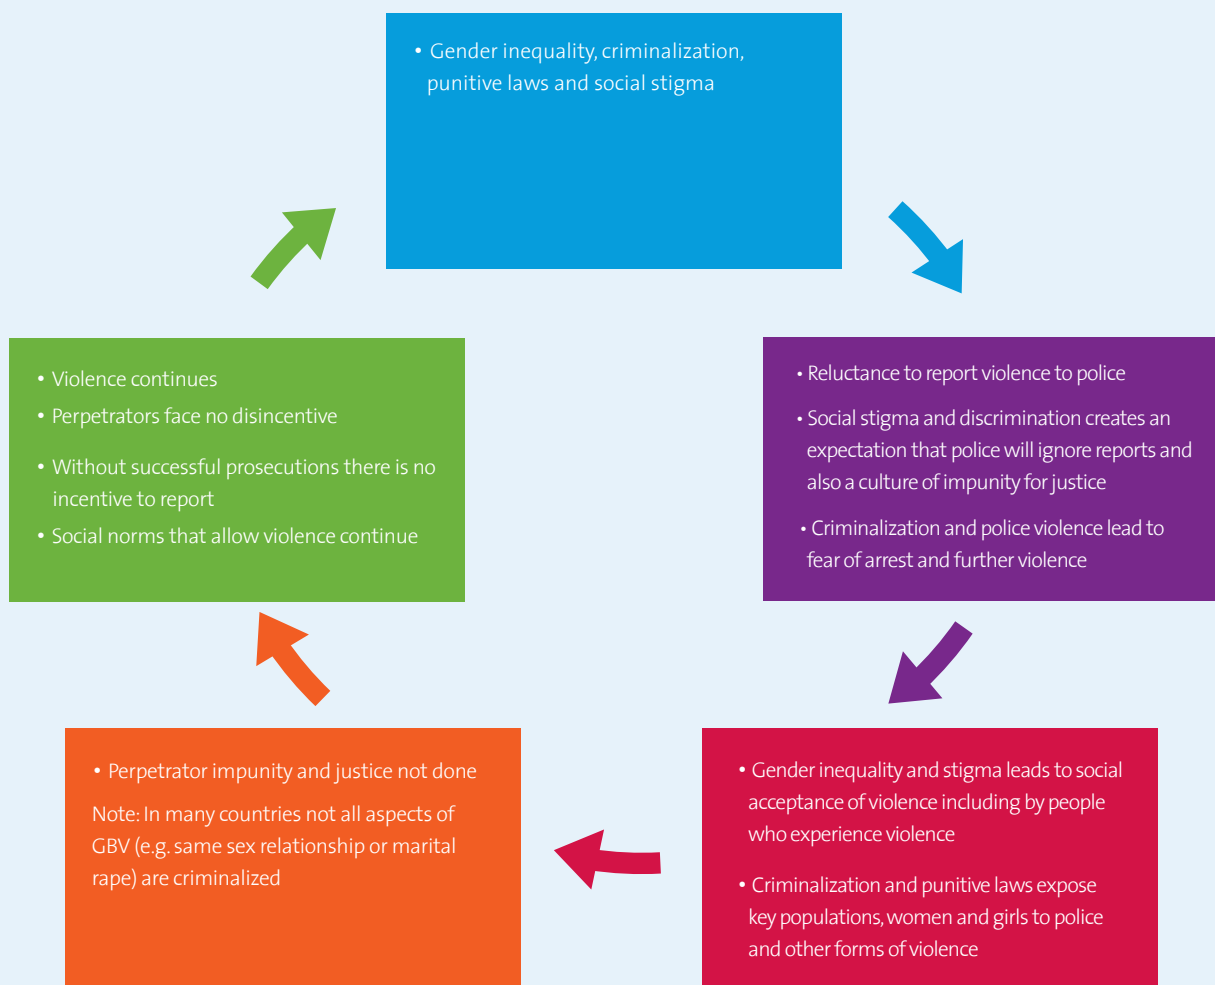 • Gender inequality, criminalization,
punitive laws and social stigma
• Reluctance to report violence to police
• Social stigma and discrimination creates an
expectation that police will ignore reports and
also a culture of impunity for justice
• Criminalization and police violence lead to
fear of arrest and further violence
• Gender inequality and stigma leads to social
acceptance of violence including by people
who experience violence
• Criminalization and punitive laws expose
key populations, women and girls to police
and other forms of violence
• Perpetrator impunity and justice not done
Note: In many countries not all aspects of
GBV (e.g. same sex relationship or marital
rape) are criminalized
• Violence continues
• Perpetrators face no disincentive
• Without successful prosecutions there is no
incentive to report
• Social norms that allow violence continue